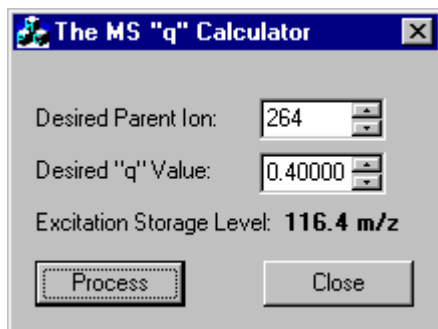 The MS "q" Calculator
Desired Parent Ion: 264
Desired "q" Value: 0.40000
Excitation Storage Level: 116.4 m/z
Process Close